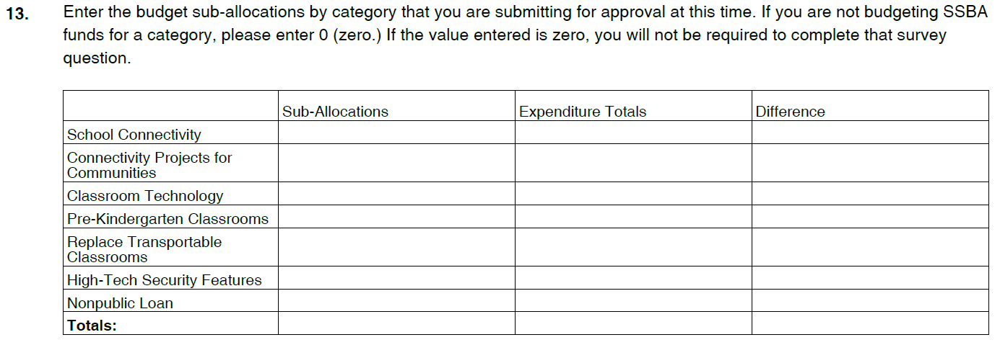 13. Enter the budget sub-allocations by category that you are submitting for approval at this time. If you are not budgeting SSBA
funds for a category, please enter 0 (zero.) If the value entered is zero, you will not be required to complete that survey
question.
Sub-Allocations Expenditure Totals Difference
School Connectivity
Connectivity Projects for
Communities
Classroom Technology
Pre-Kindergarten Classrooms
Replace Transportable
Classrooms
High-Tech Security Features
Nonpublic Loan
Totals: